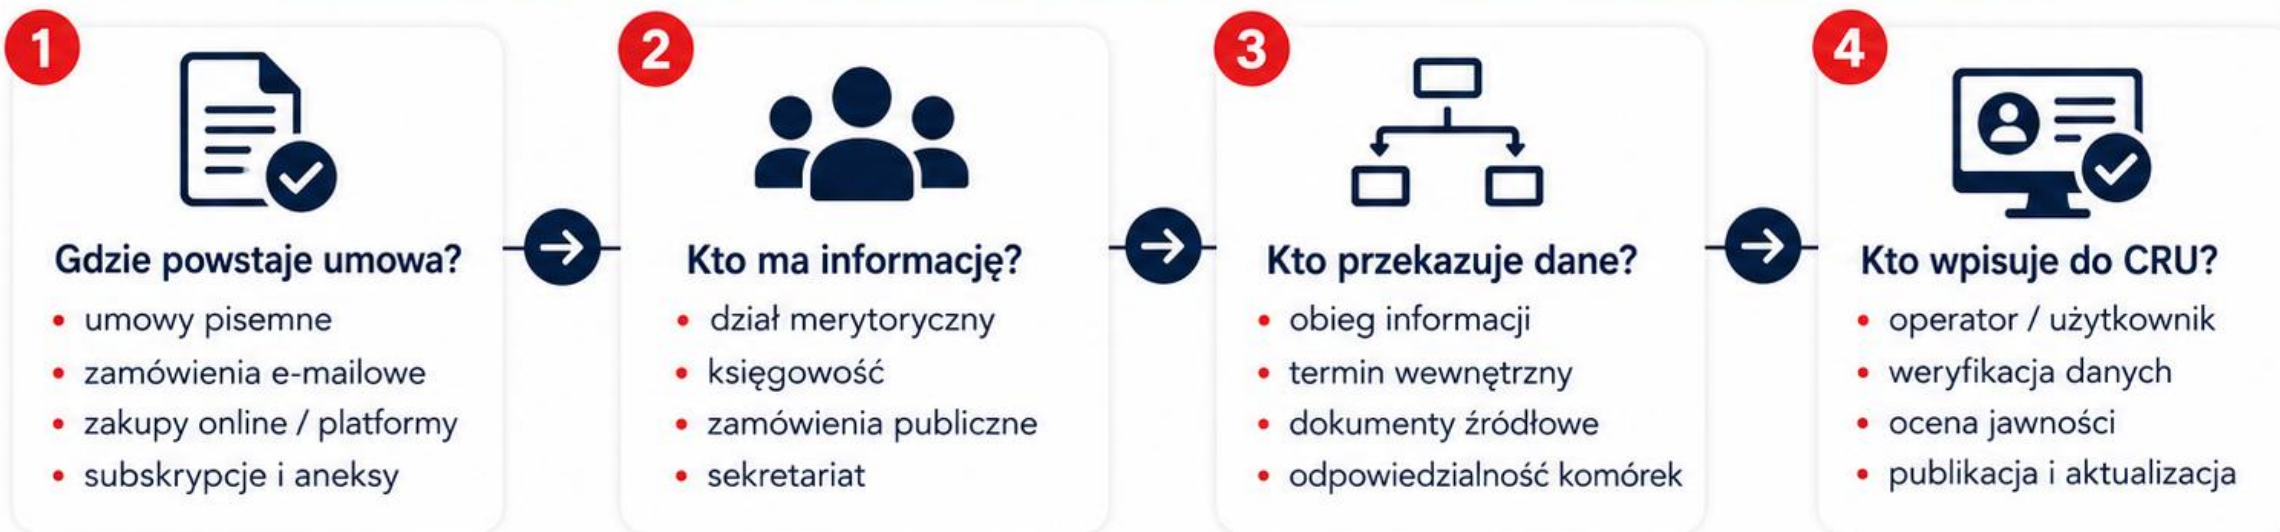 1
Gdzie powstaje umowa?
• umowy pisemne
• zamówienia e-mailowe
• zakupy online / platformy
• subskrypcje i aneksy
2
Kto ma informację?
• dział merytoryczny
• księgowość
• zamówienia publiczne
• sekretariat
3
Kto przekazuje dane?
• obieg informacji
• termin wewnętrzny
• dokumenty źródłowe
• odpowiedzialność komórek
4
Kto wpisuje do CRU?
• operator / użytkownik
• weryfikacja danych
• ocena jawności
• publikacja i aktualizacja